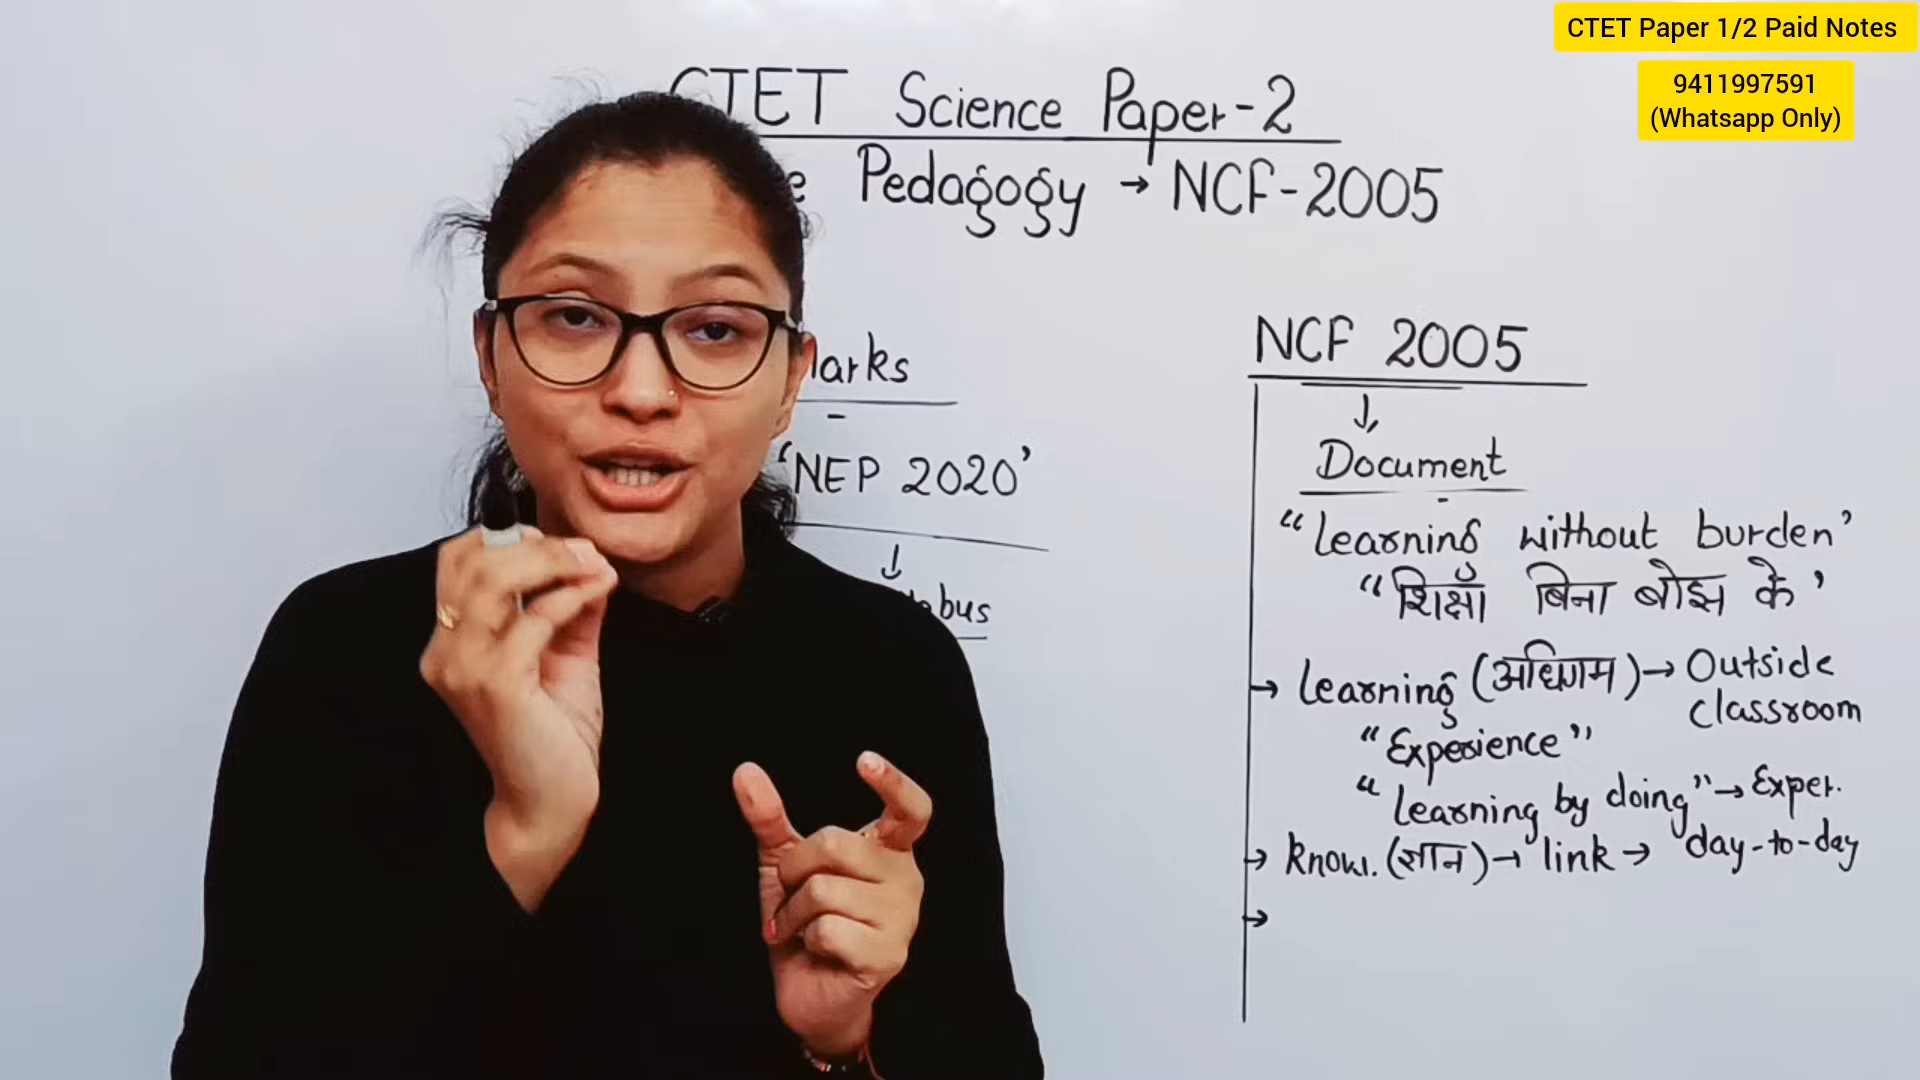 CTET Paper 1/2 Paid Notes
9411997591
(Whatsapp Only)
CTET Science Paper-2
Pedagogy → NCF-2005
'NEP 2020'
↓
NCF 2005
↓
Document
"Learning without burden"
"शिक्षा बिना बोझ के'
→ Learning (अधिगम) → Outside
classroom
"Experience"
"Learning by doing" → Exper.
→ Know. (ज्ञान) → link → day-to-day
→